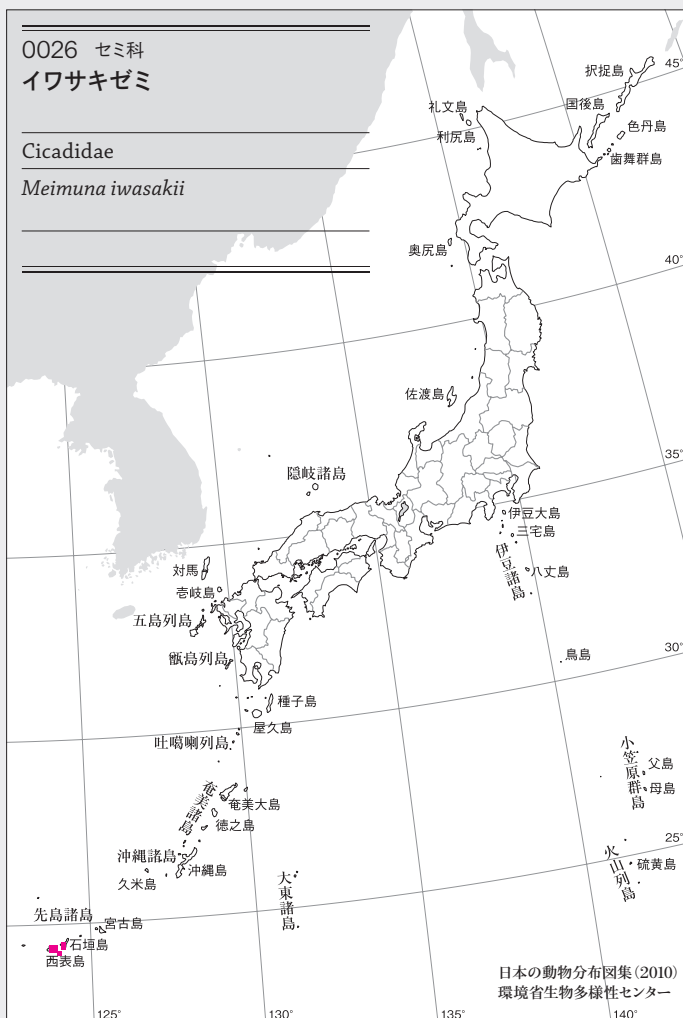 0026 セミ科
イワサキゼミ
Cicadidae
Meimuna iwasakii
択捉島
45°
国後島
礼文島
色丹島
利尻島
歯舞群島
奥尻島
40°
佐渡島
35°
隠岐諸島
伊豆大島
三宅島
伊豆諸島
八丈島
対馬
壱岐島
五島列島
甑島列島
鳥島
30°
種子島
屋久島
吐噶喇列島
小笠原群島
父島
母島
奄美諸島
奄美大島
徳之島
25°
沖縄諸島
沖縄島
火山列島
硫黄島
久米島
大東諸島
先島諸島
宮古島
石垣島
西表島
日本の動物分布図集(2010)
環境省生物多様性センター
125°
130°
135°
140°